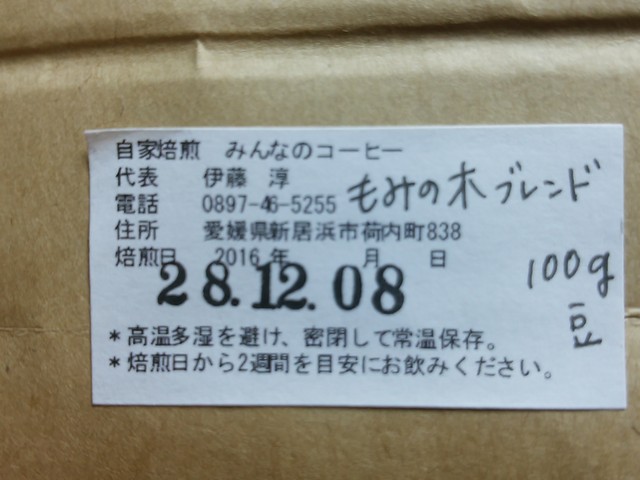 自家焙煎　みんなのコーヒー
代表　伊藤　淳
電話　0897-46-5255
もみの木ブレンド
住所　愛媛県新居浜市荷内町838
焙煎日　2016年　月　日
28.12.08
100g
豆
*高温多湿を避け、密閉して常温保存。
*焙煎日から2週間を目安にお飲みください。